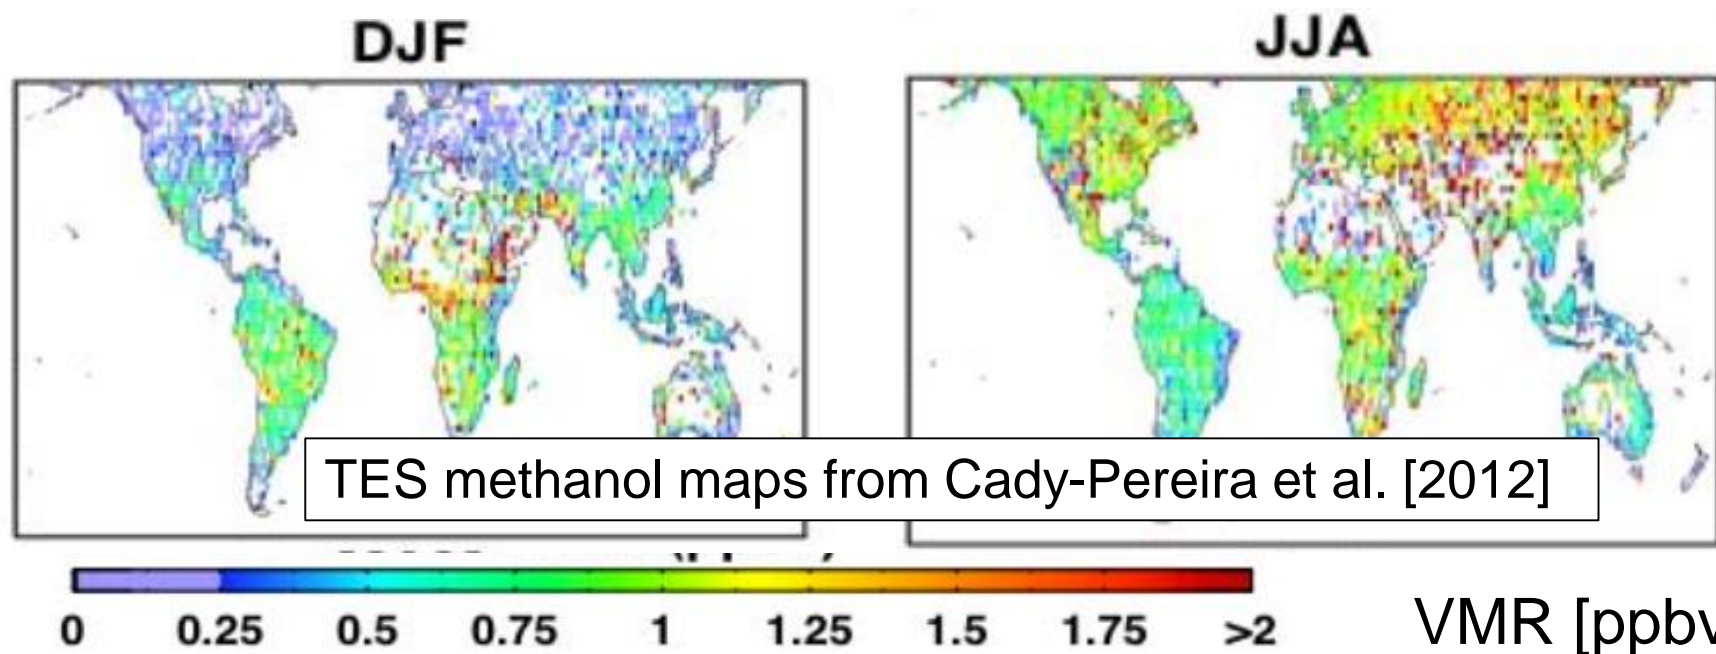 DJF JJA
TES methanol maps from Cady-Pereira et al. [2012]
0 0.25 0.5 0.75 1 1.25 1.5 1.75 >2
VMR [ppbv